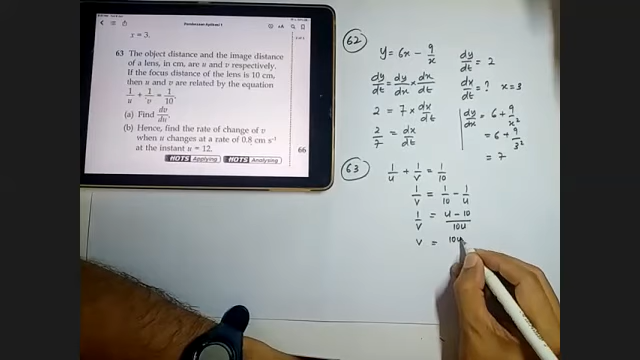 x = 3.
63 The object distance and the image distance
of a lens, in cm, are u and v respectively.
If the focus distance of the lens is 10 cm,
then u and v are related by the equation
1/u + 1/v = 1/10.
(a) Find dv/du.
(b) Hence, find the rate of change of v
when u changes at a rate of 0.8 cm s⁻¹
at the instant u = 12.
HOTS Applying HOTS Analysing
66
62
y = 6x − 9/x
dy/dt = dy/dx × dx/dt
2 = 7 × dx/dt
2/7 = dx/dt
dy/dt = 2
dx/dt = ? x = 3
dy/dx = 6 + 9/x²
= 6 + 9/3²
= 7
63
1/u + 1/v = 1/10
1/v = 1/10 − 1/u
1/v = u − 10/10u
v = 10u